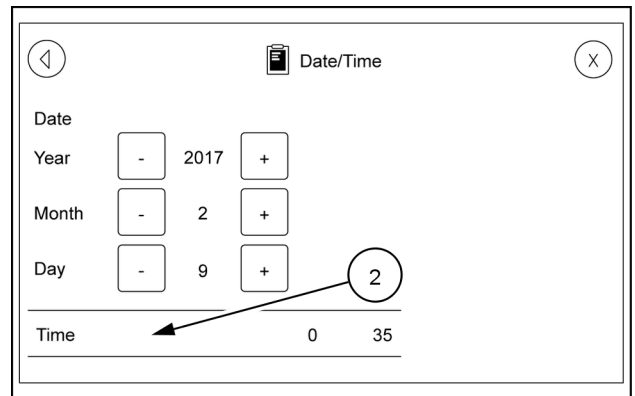 Date/Time X
Date
Year - 2017 +
Month - 2 +
Day - 9 +
2
Time 0 35